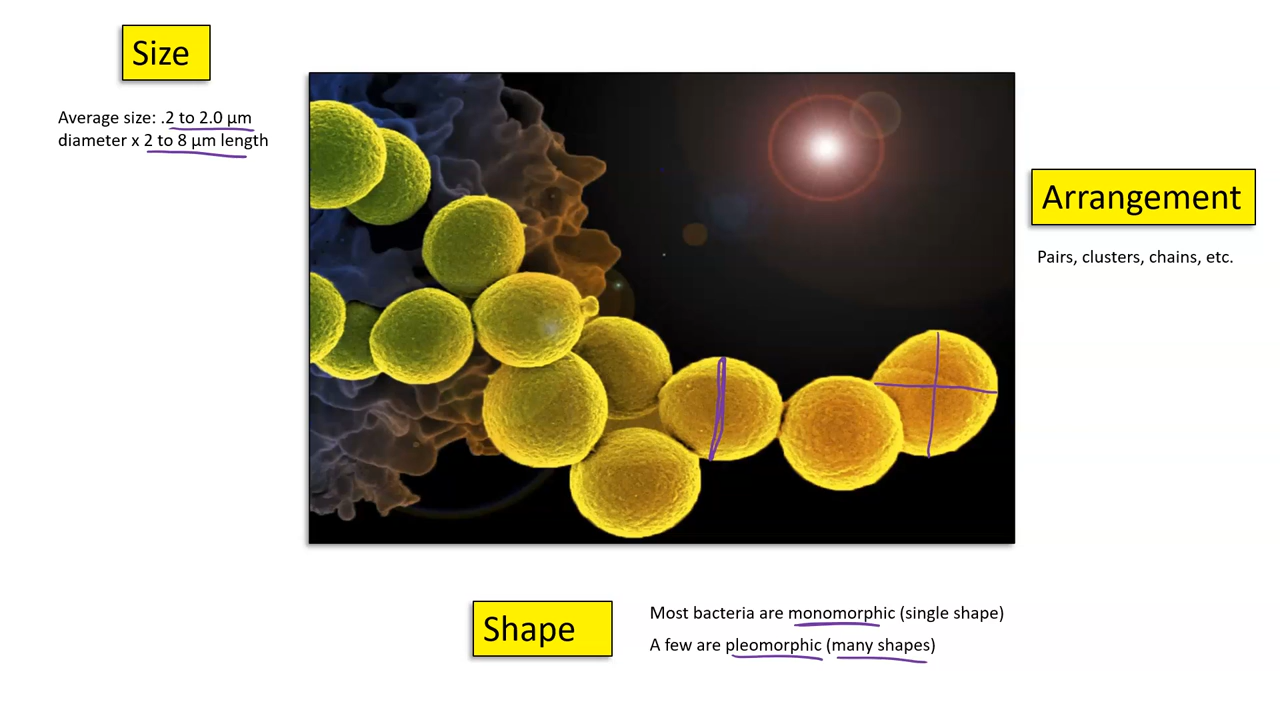 Size
Average size: .2 to 2.0 µm
diameter x 2 to 8 µm length
Arrangement
Pairs, clusters, chains, etc.
Shape
Most bacteria are monomorphic (single shape)
A few are pleomorphic (many shapes)